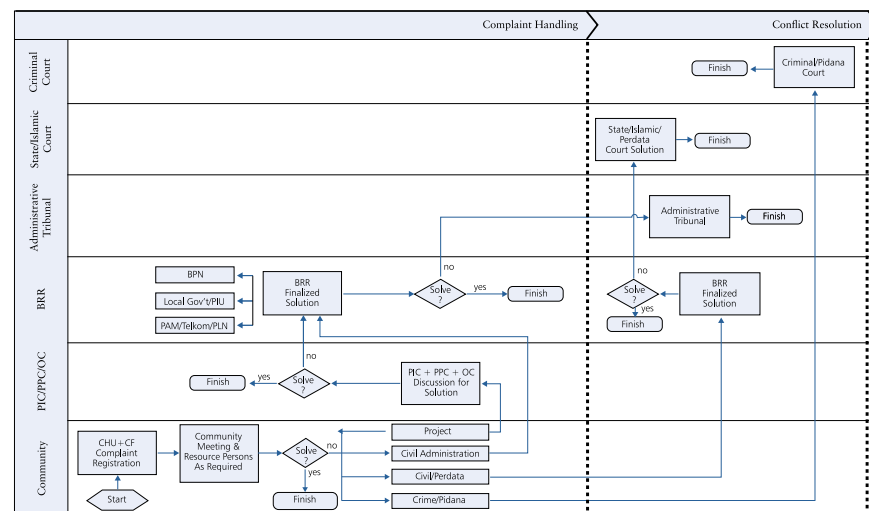 Complaint Handling
Conflict Resolution
Criminal
Court
Finish
Criminal/Pidana
Court
State/Islamic
Court
State/Islamic/
Perdata
Court Solution
Finish
Administrative
Tribunal
Administrative
Tribunal
Finish
BRR
BPN
Local Gov't/PIU
PAM/Telkom/PLN
BRR
Finalized
Solution
no
Solve
?
yes
Finish
no
Solve
?
yes
Finish
BRR
Finalized
Solution
PIC/PPC/OC
Finish
yes
no
Solve
?
PIC + PPC + OC
Discussion for
Solution
Community
CHU+CF
Complaint
Registration
Start
Community
Meeting &
Resource Persons
As Required
Solve
?
no
yes
Finish
Project
Civil Administration
Civil/Perdata
Crime/Pidana